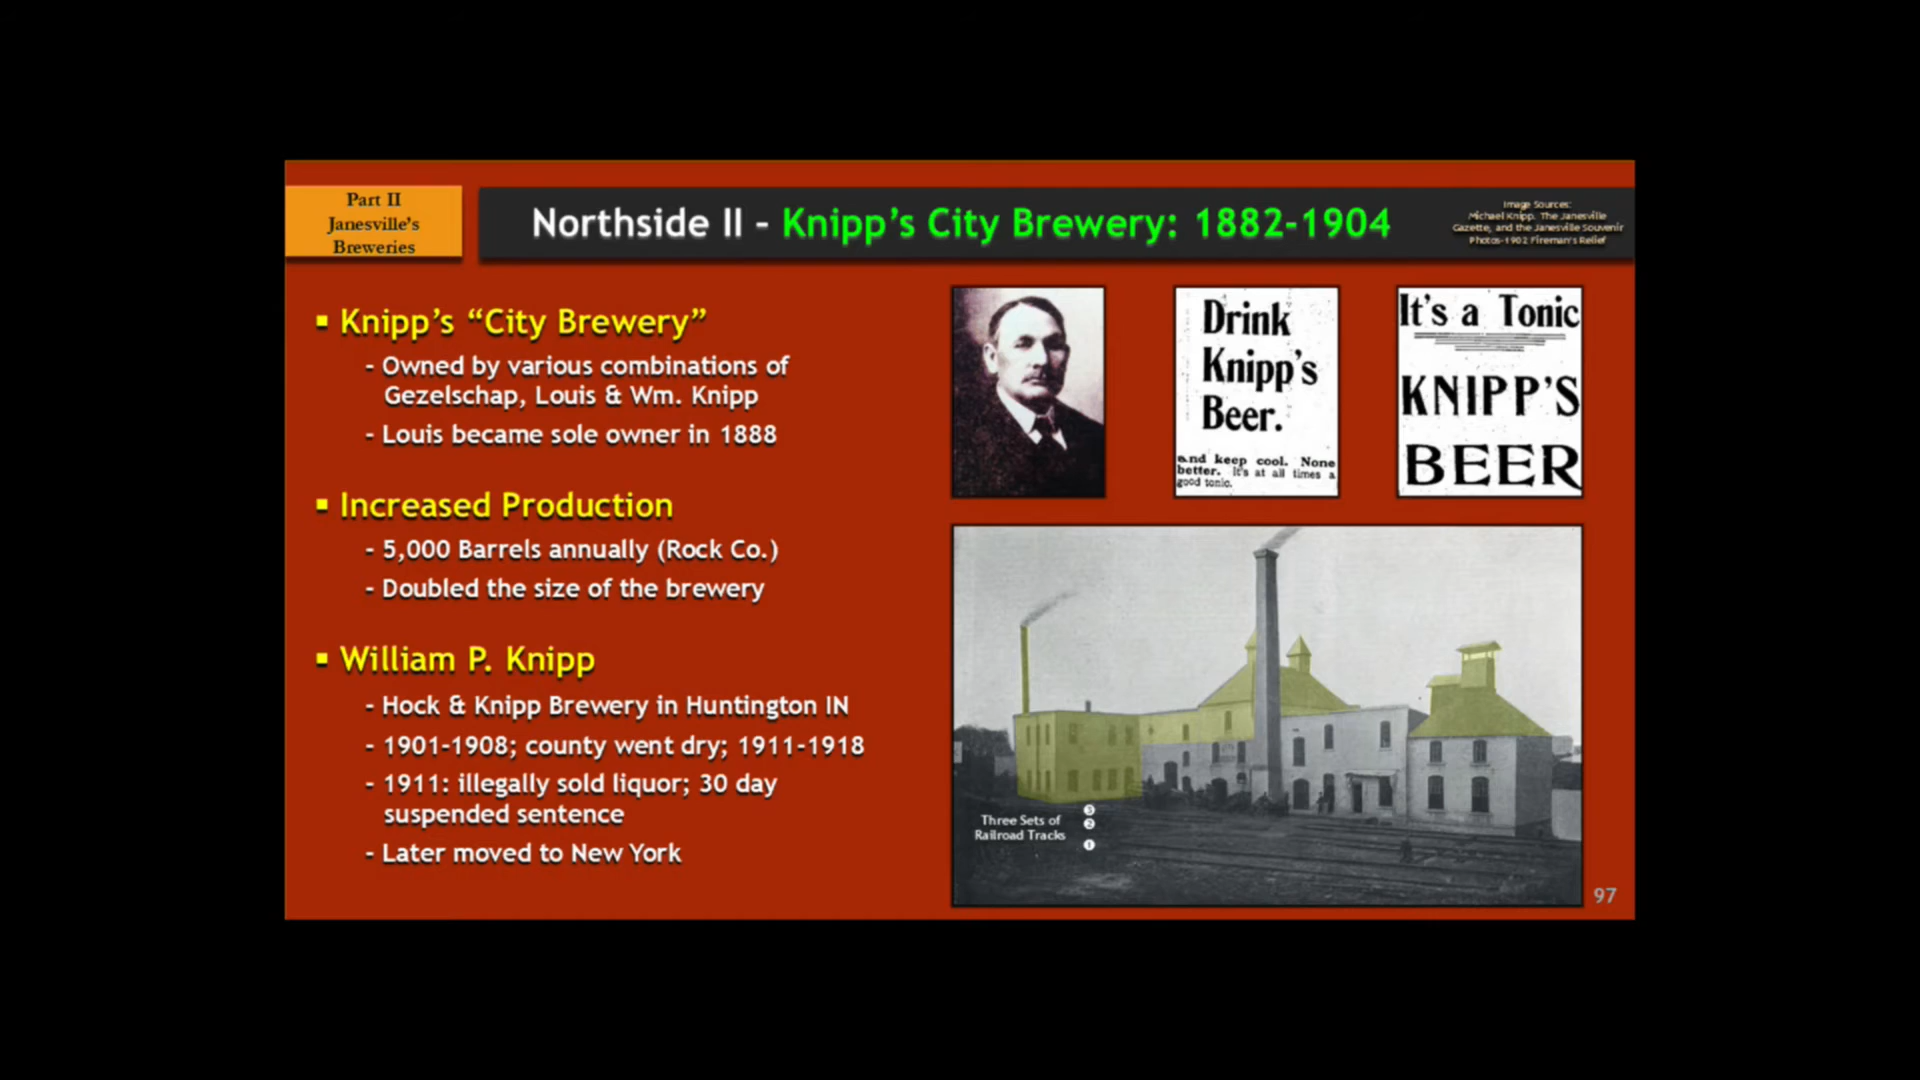 Part II
Janesville's
Breweries
Northside II - Knipp's City Brewery: 1882-1904
Image Sources:
Michael Knipp. The Janesville
Gazette, and the Janesville Souvenir
Photos-1902 Fireman's Relief
▪ Knipp's “City Brewery”
- Owned by various combinations of
Gezelschap, Louis & Wm. Knipp
- Louis became sole owner in 1888
▪ Increased Production
- 5,000 Barrels annually (Rock Co.)
- Doubled the size of the brewery
▪ William P. Knipp
- Hock & Knipp Brewery in Huntington IN
- 1901-1908; county went dry; 1911-1918
- 1911: illegally sold liquor; 30 day
suspended sentence
- Later moved to New York
Drink
Knipp's
Beer.
and keep cool. None
better. It's at all times a
good tonic.
It's a Tonic
KNIPP'S
BEER
Three Sets of
Railroad Tracks
3
2
1
97